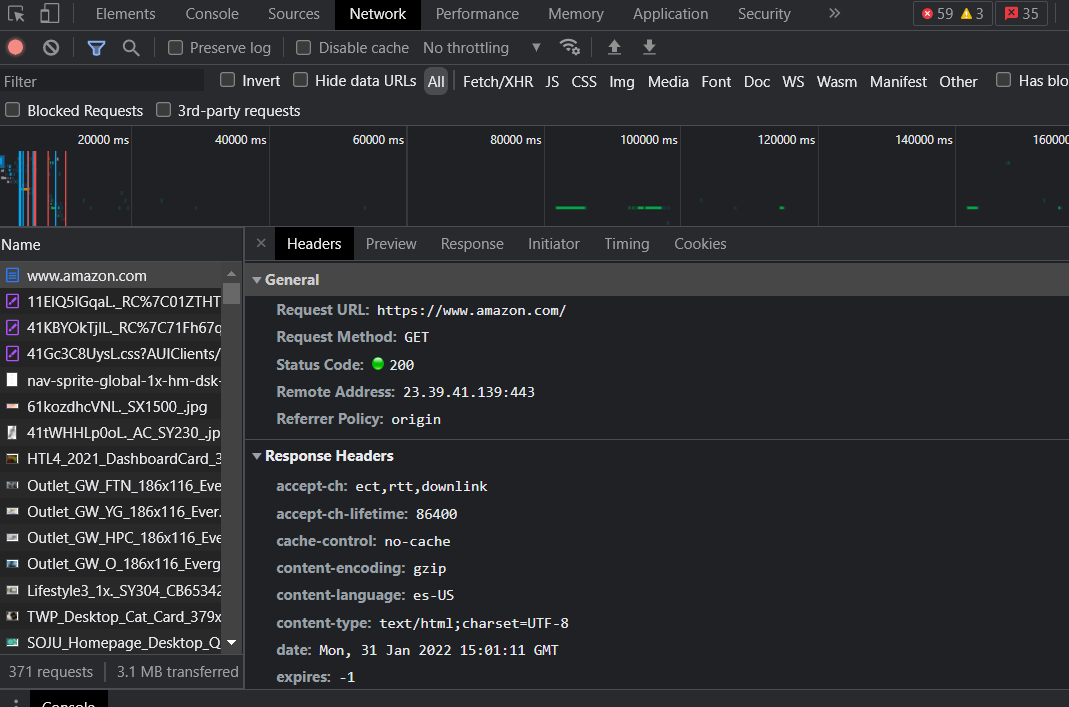 Elements Console Sources Network Performance Memory Application Security » 59 3 35
Preserve log Disable cache No throttling
Filter Invert Hide data URLs All Fetch/XHR JS CSS Img Media Font Doc WS Wasm Manifest Other Has blo
Blocked Requests 3rd-party requests
20000 ms 40000 ms 60000 ms 80000 ms 100000 ms 120000 ms 140000 ms 160000
Name
www.amazon.com
11EIQ5IGqaL._RC%7C01ZTHT
41KBYOkTjIL._RC%7C71Fh67q
41Gc3C8UysL.css?AUIClients/
nav-sprite-global-1x-hm-dsk-
61kozdhcVNL._SX1500_.jpg
41tWHHLp0oL._AC_SY230_.jp
HTL4_2021_DashboardCard_3
Outlet_GW_FTN_186x116_Eve
Outlet_GW_YG_186x116_Ever.
Outlet_GW_HPC_186x116_Eve
Outlet_GW_O_186x116_Everg
Lifestyle3_1x._SY304_CB65342
TWP_Desktop_Cat_Card_379x
SOJU_Homepage_Desktop_Q
371 requests 3.1 MB transferred
× Headers Preview Response Initiator Timing Cookies
General
Request URL: https://www.amazon.com/
Request Method: GET
Status Code: 200
Remote Address: 23.39.41.139:443
Referrer Policy: origin
Response Headers
accept-ch: ect,rtt,downlink
accept-ch-lifetime: 86400
cache-control: no-cache
content-encoding: gzip
content-language: es-US
content-type: text/html;charset=UTF-8
date: Mon, 31 Jan 2022 15:01:11 GMT
expires: -1
Console